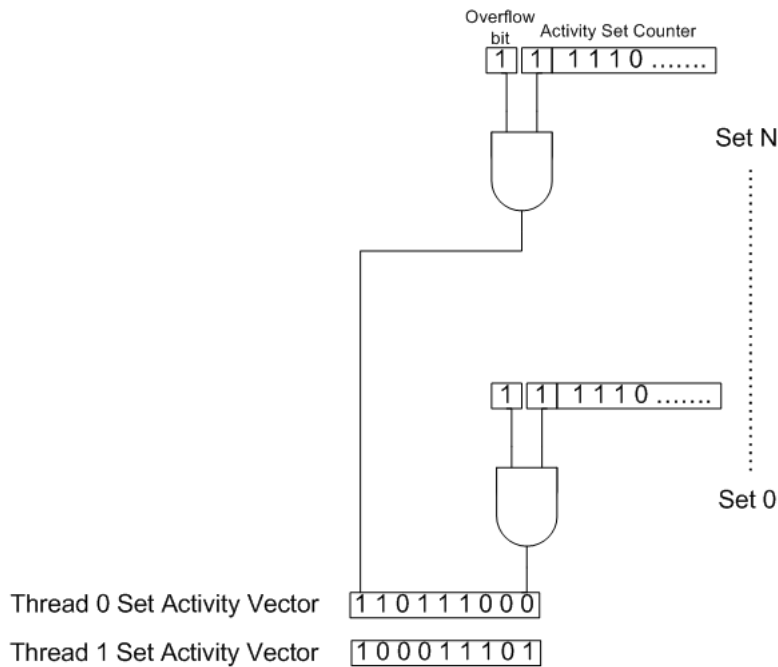 Overflow
bit
Activity Set Counter
1 1 1 1 1 0 .......
Set N
1 1 1 1 1 0 .......
Set 0
Thread 0 Set Activity Vector 1 1 0 1 1 1 0 0 0
Thread 1 Set Activity Vector 1 0 0 0 1 1 1 0 1